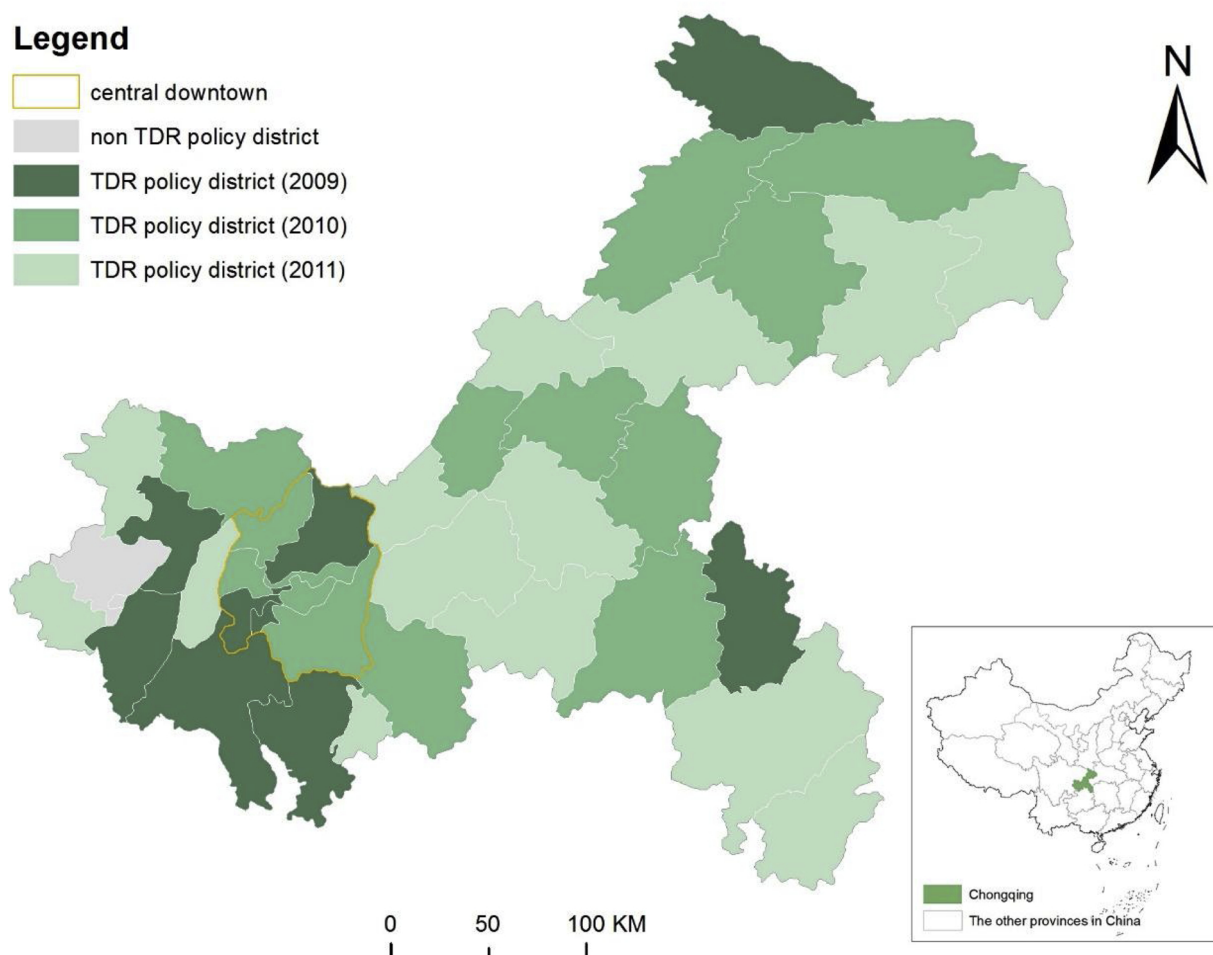 Legend
central downtown
non TDR policy district
TDR policy district (2009)
TDR policy district (2010)
TDR policy district (2011)
N
0 50 100 KM
Chongqing
The other provinces in China